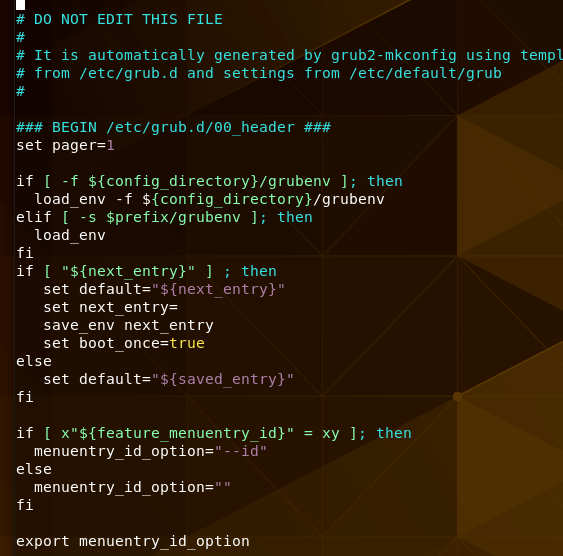 # DO NOT EDIT THIS FILE
#
# It is automatically generated by grub2-mkconfig using templ
# from /etc/grub.d and settings from /etc/default/grub
#

### BEGIN /etc/grub.d/00_header ###
set pager=1

if [ -f ${config_directory}/grubenv ]; then
  load_env -f ${config_directory}/grubenv
elif [ -s $prefix/grubenv ]; then
  load_env
fi
if [ "${next_entry}" ] ; then
   set default="${next_entry}"
   set next_entry=
   save_env next_entry
   set boot_once=true
else
   set default="${saved_entry}"
fi

if [ x"${feature_menuentry_id}" = xy ]; then
  menuentry_id_option="--id"
else
  menuentry_id_option=""
fi

export menuentry_id_option